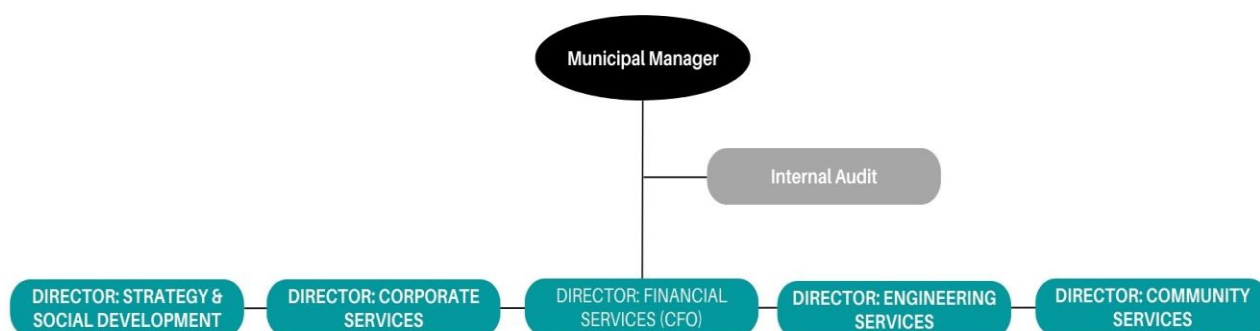 Municipal Manager
Internal Audit
DIRECTOR: STRATEGY &
SOCIAL DEVELOPMENT
DIRECTOR: CORPORATE
SERVICES
DIRECTOR: FINANCIAL
SERVICES (CFO)
DIRECTOR: ENGINEERING
SERVICES
DIRECTOR: COMMUNITY
SERVICES